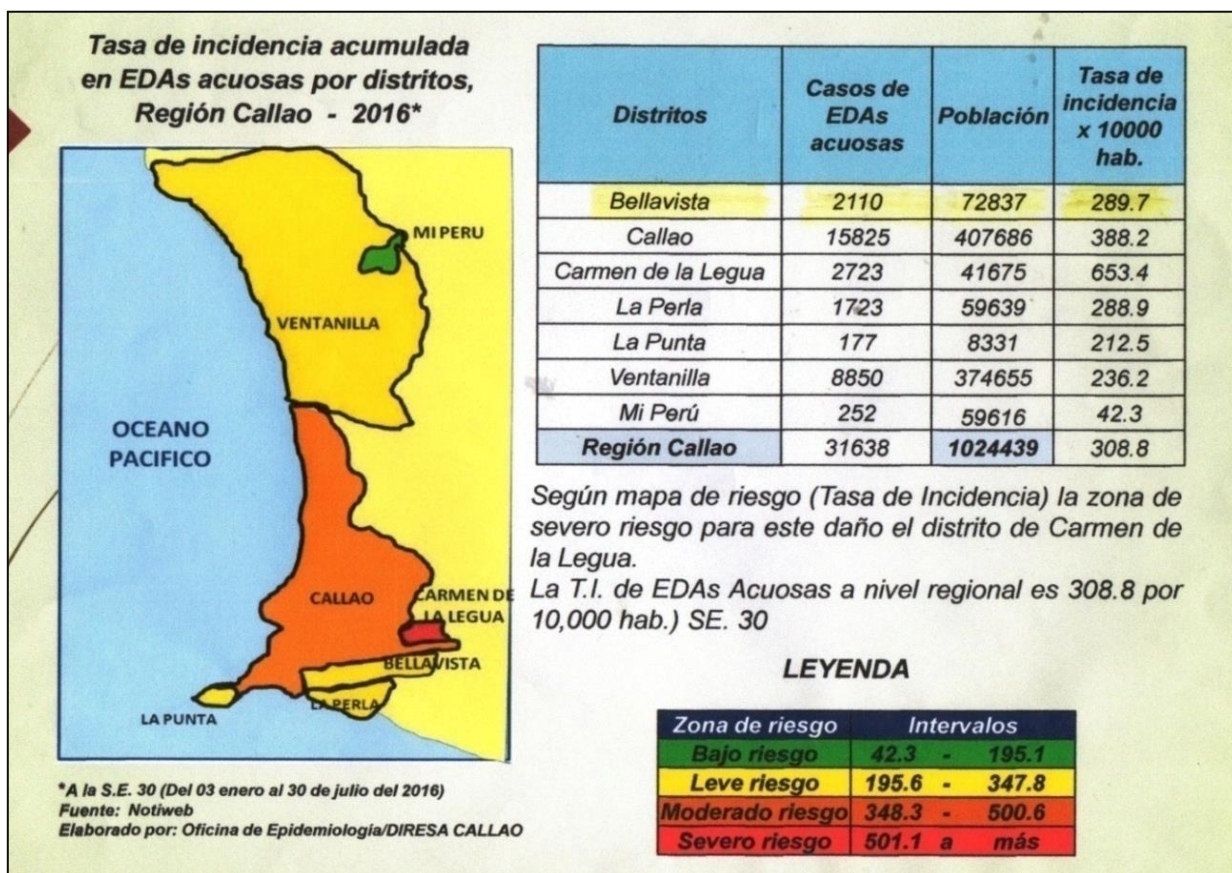 Tasa de incidencia acumulada
en EDAs acuosas por distritos,
Región Callao - 2016*
MI PERU
VENTANILLA
OCEANO
PACIFICO
CALLAO
CARMEN DE
LA LEGUA
BELLAVISTA
LA PERLA
LA PUNTA
*A la S.E. 30 (Del 03 enero al 30 de julio del 2016)
Fuente: Notiweb
Elaborado por: Oficina de Epidemiología/DIRESA CALLAO
Distritos Casos de EDAs acuosas Población Tasa de incidencia x 10000 hab.
Bellavista 2110 72837 289.7
Callao 15825 407686 388.2
Carmen de la Legua 2723 41675 653.4
La Perla 1723 59639 288.9
La Punta 177 8331 212.5
Ventanilla 8850 374655 236.2
Mi Perú 252 59616 42.3
Región Callao 31638 1024439 308.8
Según mapa de riesgo (Tasa de Incidencia) la zona de
severo riesgo para este daño el distrito de Carmen de
la Legua.
La T.I. de EDAs Acuosas a nivel regional es 308.8 por
10,000 hab.) SE. 30
LEYENDA
Zona de riesgo Intervalos
Bajo riesgo 42.3 - 195.1
Leve riesgo 195.6 - 347.8
Moderado riesgo 348.3 - 500.6
Severo riesgo 501.1 a más